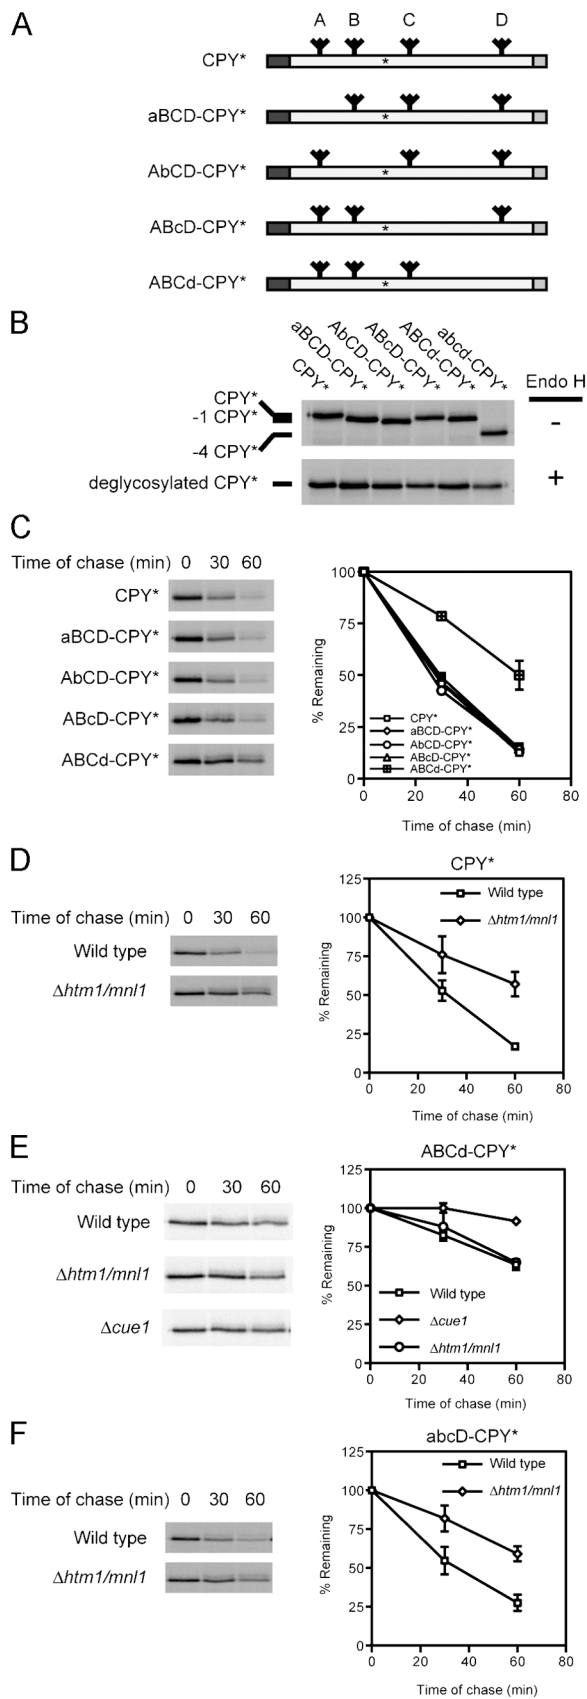 A
A B C D
CPY*
*
aBCD-CPY*
*
AbCD-CPY*
*
ABcD-CPY*
*
ABCd-CPY*
*
B
CPY*
aBCD-CPY*
AbCD-CPY*
ABcD-CPY*
ABCd-CPY*
abcd-CPY*
Endo H
CPY*
-1 CPY*
-4 CPY*
-
deglycosylated CPY*
+
C
Time of chase (min) 0 30 60
CPY*
aBCD-CPY*
AbCD-CPY*
ABcD-CPY*
ABCd-CPY*
100
75
50
25
0
% Remaining
CPY*
aBCD-CPY*
AbCD-CPY*
ABcD-CPY*
ABCd-CPY*
0 20 40 60 80
Time of chase (min)
D
Time of chase (min) 0 30 60
Wild type
Δhtm1/mnl1
CPY*
125
100
75
50
25
0
% Remaining
Wild type
Δhtm1/mnl1
0 20 40 60 80
Time of chase (min)
E
Time of chase (min) 0 30 60
Wild type
Δhtm1/mnl1
Δcue1
ABCd-CPY*
125
100
75
50
25
0
% Remaining
Wild type
Δcue1
Δhtm1/mnl1
0 20 40 60 80
Time of chase (min)
F
Time of chase (min) 0 30 60
Wild type
Δhtm1/mnl1
abcD-CPY*
125
100
75
50
25
0
% Remaining
Wild type
Δhtm1/mnl1
0 20 40 60 80
Time of chase (min)